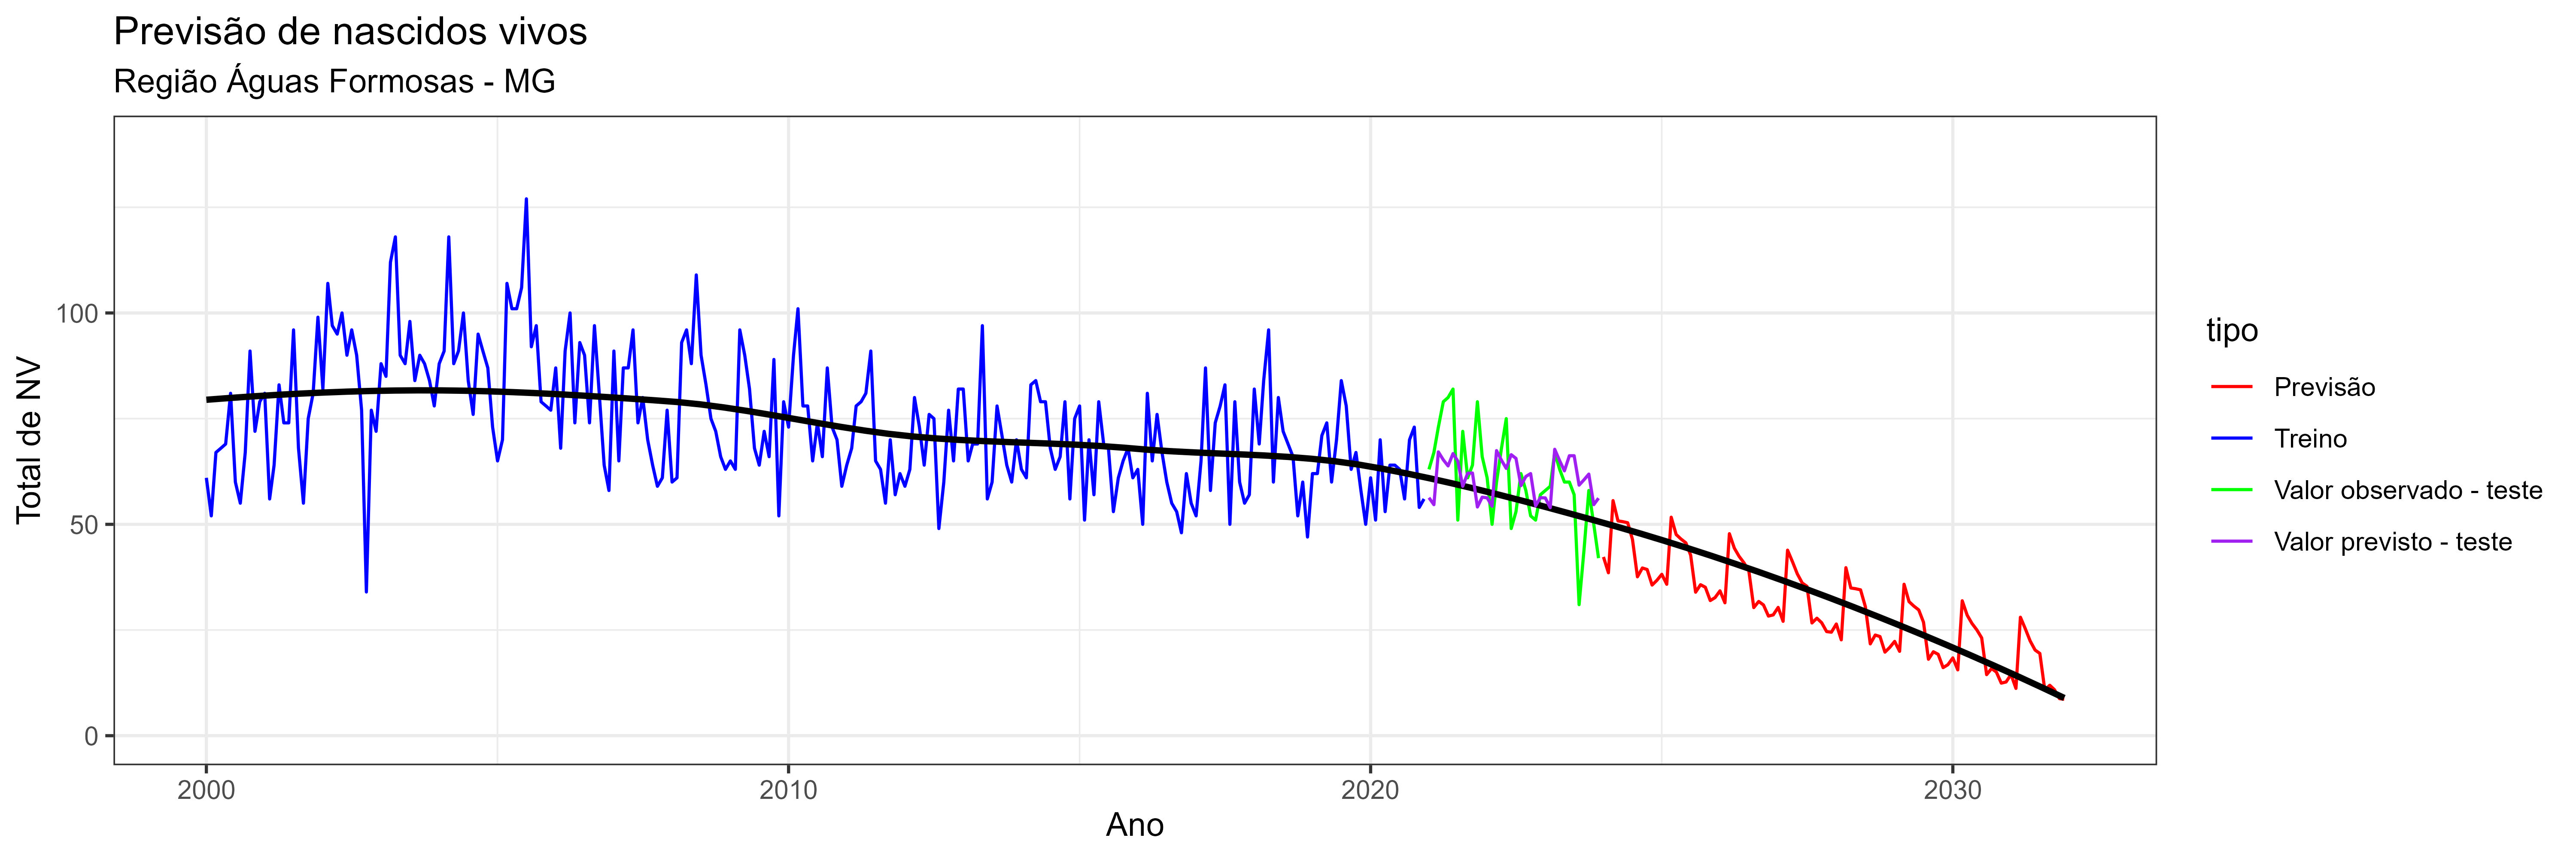 Previsão de nascidos vivos
Região Águas Formosas - MG
Total de NV
100
50
0
2000
2010
2020
2030
Ano
tipo
Previsão
Treino
Valor observado - teste
Valor previsto - teste